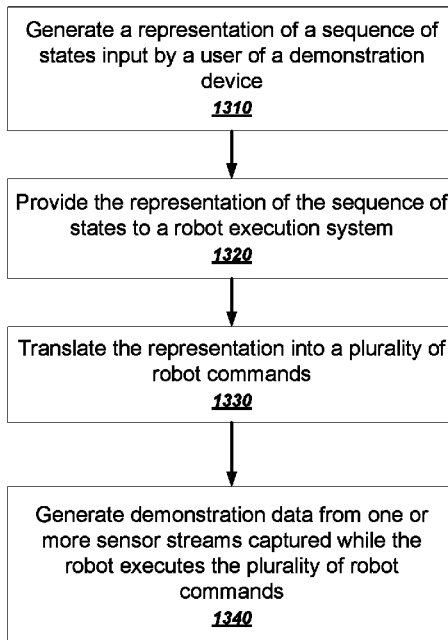 Generate a representation of a sequence of
states input by a user of a demonstration
device
1310
Provide the representation of the sequence of
states to a robot execution system
1320
Translate the representation into a plurality of
robot commands
1330
Generate demonstration data from one or
more sensor streams captured while the
robot executes the plurality of robot
commands
1340